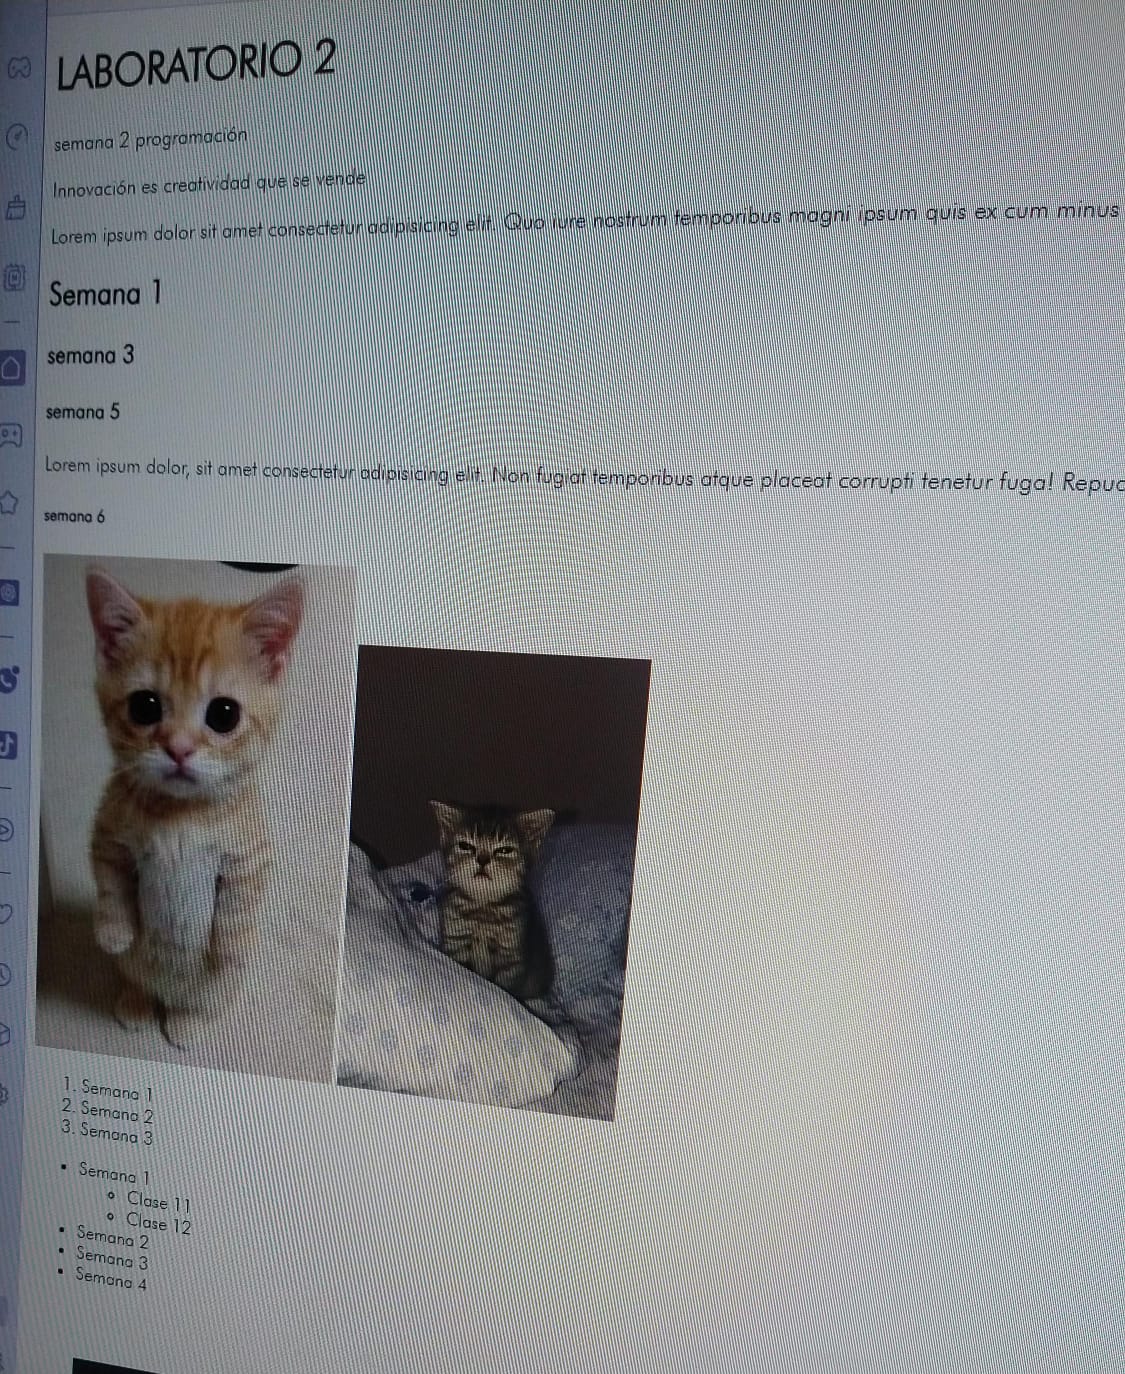 LABORATORIO 2
semana 2 programación
Innovación es creatividad que se vende
Lorem ipsum dolor sit amet consectetur adipisicing elit. Quo iure nostrum temporibus magni ipsum quis ex cum minus
Semana 1
semana 3
semana 5
Lorem ipsum dolor, sit amet consectetur adipisicing elit. Non fugiat temporibus atque placeat corrupti tenetur fuga! Repud
semana 6
1. Semana 1
2. Semana 2
3. Semana 3
Semana 1
Clase 11
Clase 12
Semana 2
Semana 3
Semana 4